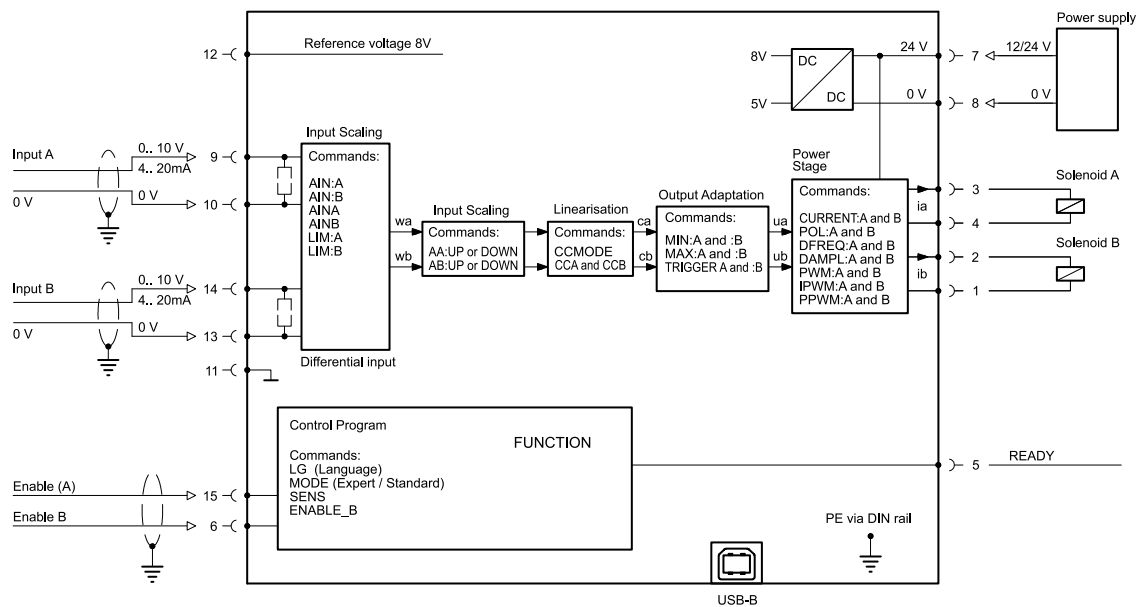 Power supply
12
Reference voltage 8V
8V
DC
DC
5V
24 V
7
12/24 V
0 V
8
0 V
Input A
0.. 10 V
4.. 20mA
9
0 V
0 V
10
Input Scaling
Commands:
AIN:A
AIN:B
AINA
AINB
LIM:A
LIM:B
Differential input
wa
wb
Input Scaling
Commands:
AA:UP or DOWN
AB:UP or DOWN
Linearisation
Commands:
CCMODE
CCA and CCB
ca
cb
Output Adaptation
Commands:
MIN:A and :B
MAX:A and :B
TRIGGER A and :B
ua
ub
Power
Stage
Commands:
CURRENT:A and B
POL:A and B
DFREQ:A and B
DAMPL:A and B
PWM:A and B
IPWM:A and B
PPWM:A and B
ia
ib
3
4
2
1
Solenoid A
Solenoid B
Input B
0.. 10 V
4.. 20mA
14
0 V
0 V
13
11
Control Program
FUNCTION
Commands:
LG (Language)
MODE (Expert / Standard)
SENS
ENABLE_B
5
READY
Enable (A)
15
Enable B
6
PE via DIN rail
USB-B